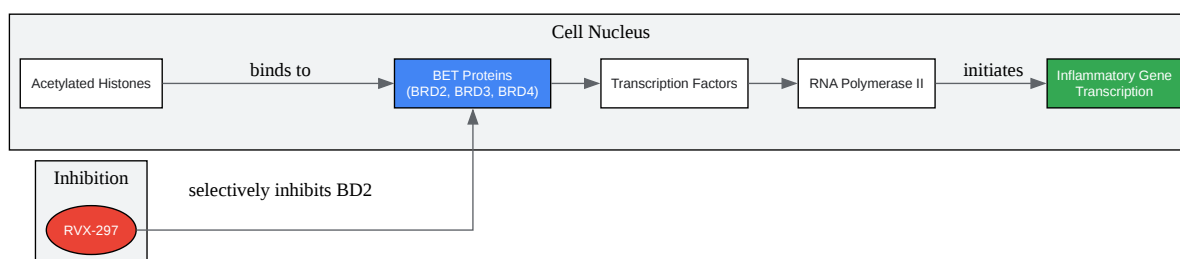 Cell Nucleus
Acetylated Histones
binds to
BET Proteins
(BRD2, BRD3, BRD4)
Transcription Factors
RNA Polymerase II
initiates
Inflammatory Gene
Transcription
Inhibition
selectively inhibits BD2
RVX-297